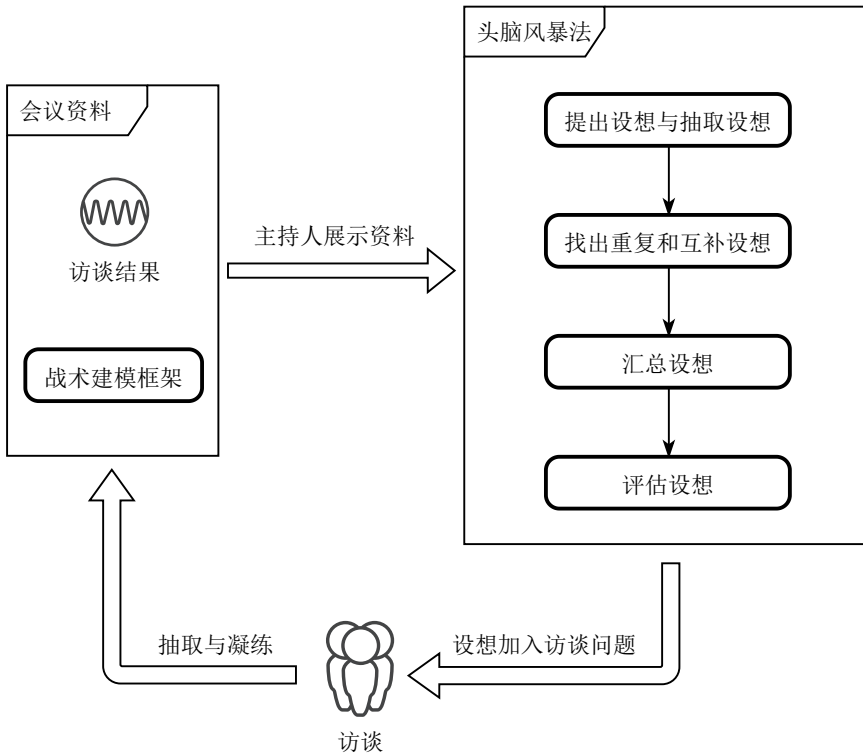 头脑风暴法
会议资料
提出设想与抽取设想
访谈结果
主持人展示资料
找出重复和互补设想
战术建模框架
汇总设想
评估设想
抽取与凝练
设想加入访谈问题
访谈